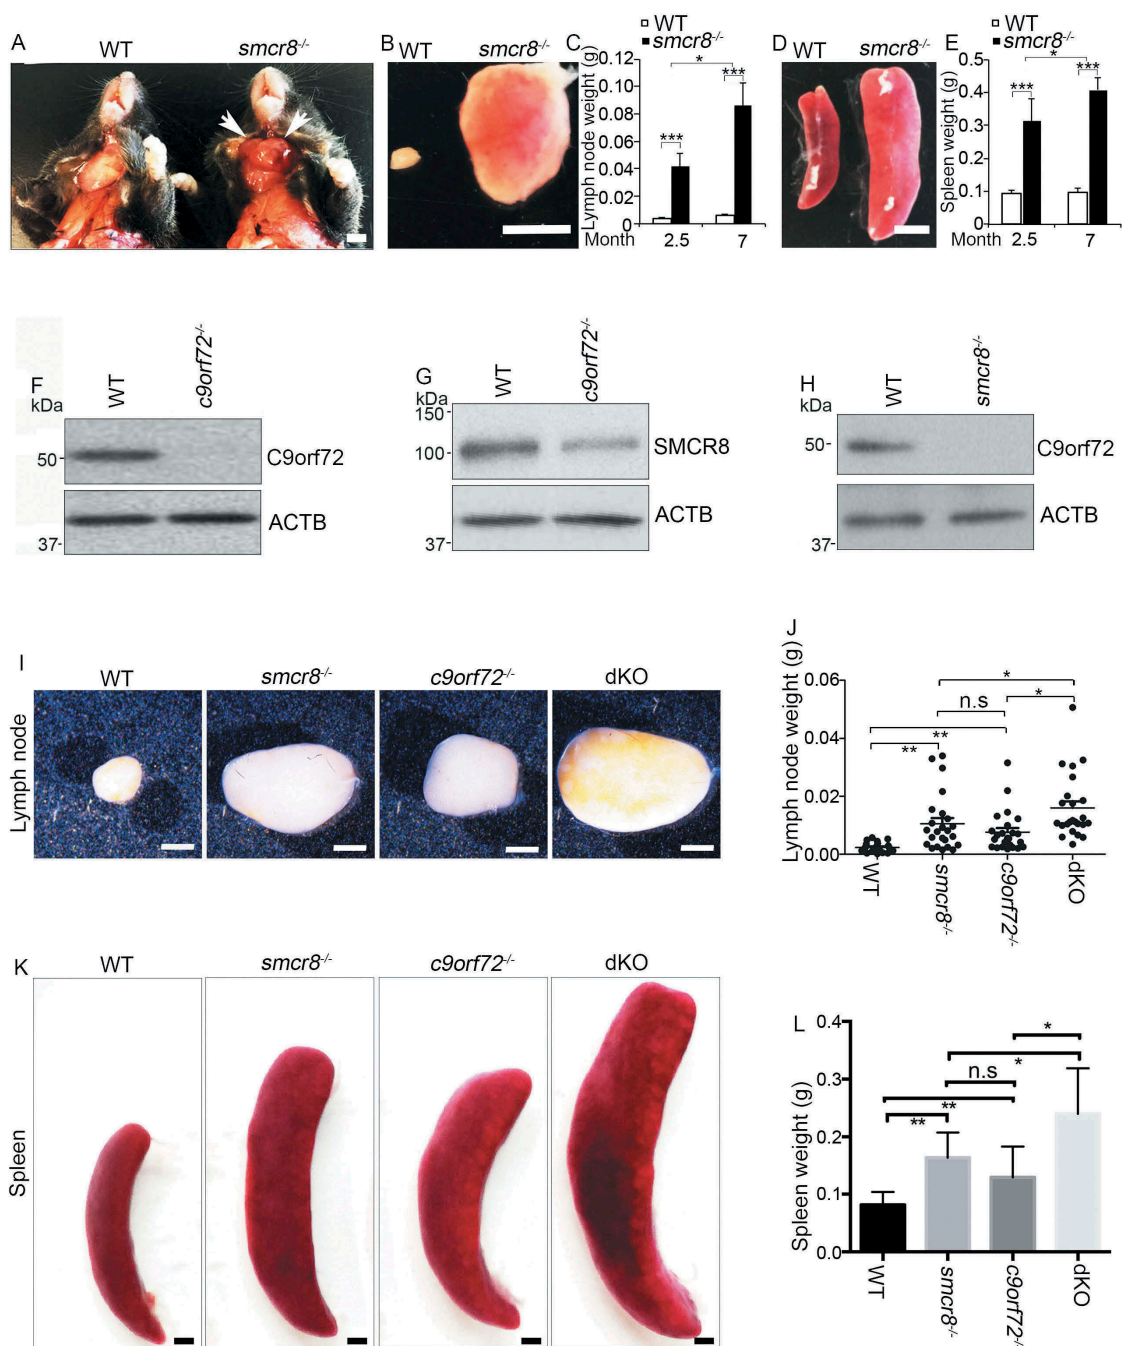 A WT smcr8-/-
B WT smcr8-/-
C
WT
smcr8-/-
Lymph node weight (g)
0.12
0.10
0.08
0.06
0.04
0.02
0
***
*
***
Month 2.5 7
D WT smcr8-/-
E
WT
smcr8-/-
Spleen weight (g)
0.5
0.4
0.3
0.2
0.1
0
***
*
***
Month 2.5 7
F
kDa
WT c9orf72-/-
50-
C9orf72
ACTB
37-
G
kDa
WT c9orf72-/-
150-
100-
SMCR8
ACTB
37-
H
kDa
WT smcr8-/-
50-
C9orf72
ACTB
37-
I
WT smcr8-/- c9orf72-/- dKO
Lymph node
J
Lymph node weight (g)
0.06
0.04
0.02
0.00
*
n.s *
**
**
WT smcr8-/- c9orf72-/- dKO
K
WT smcr8-/- c9orf72-/- dKO
Spleen
L
Spleen weight (g)
0.4
0.3
0.2
0.1
0.0
*
*
n.s
**
**
WT smcr8-/- c9orf72-/- dKO